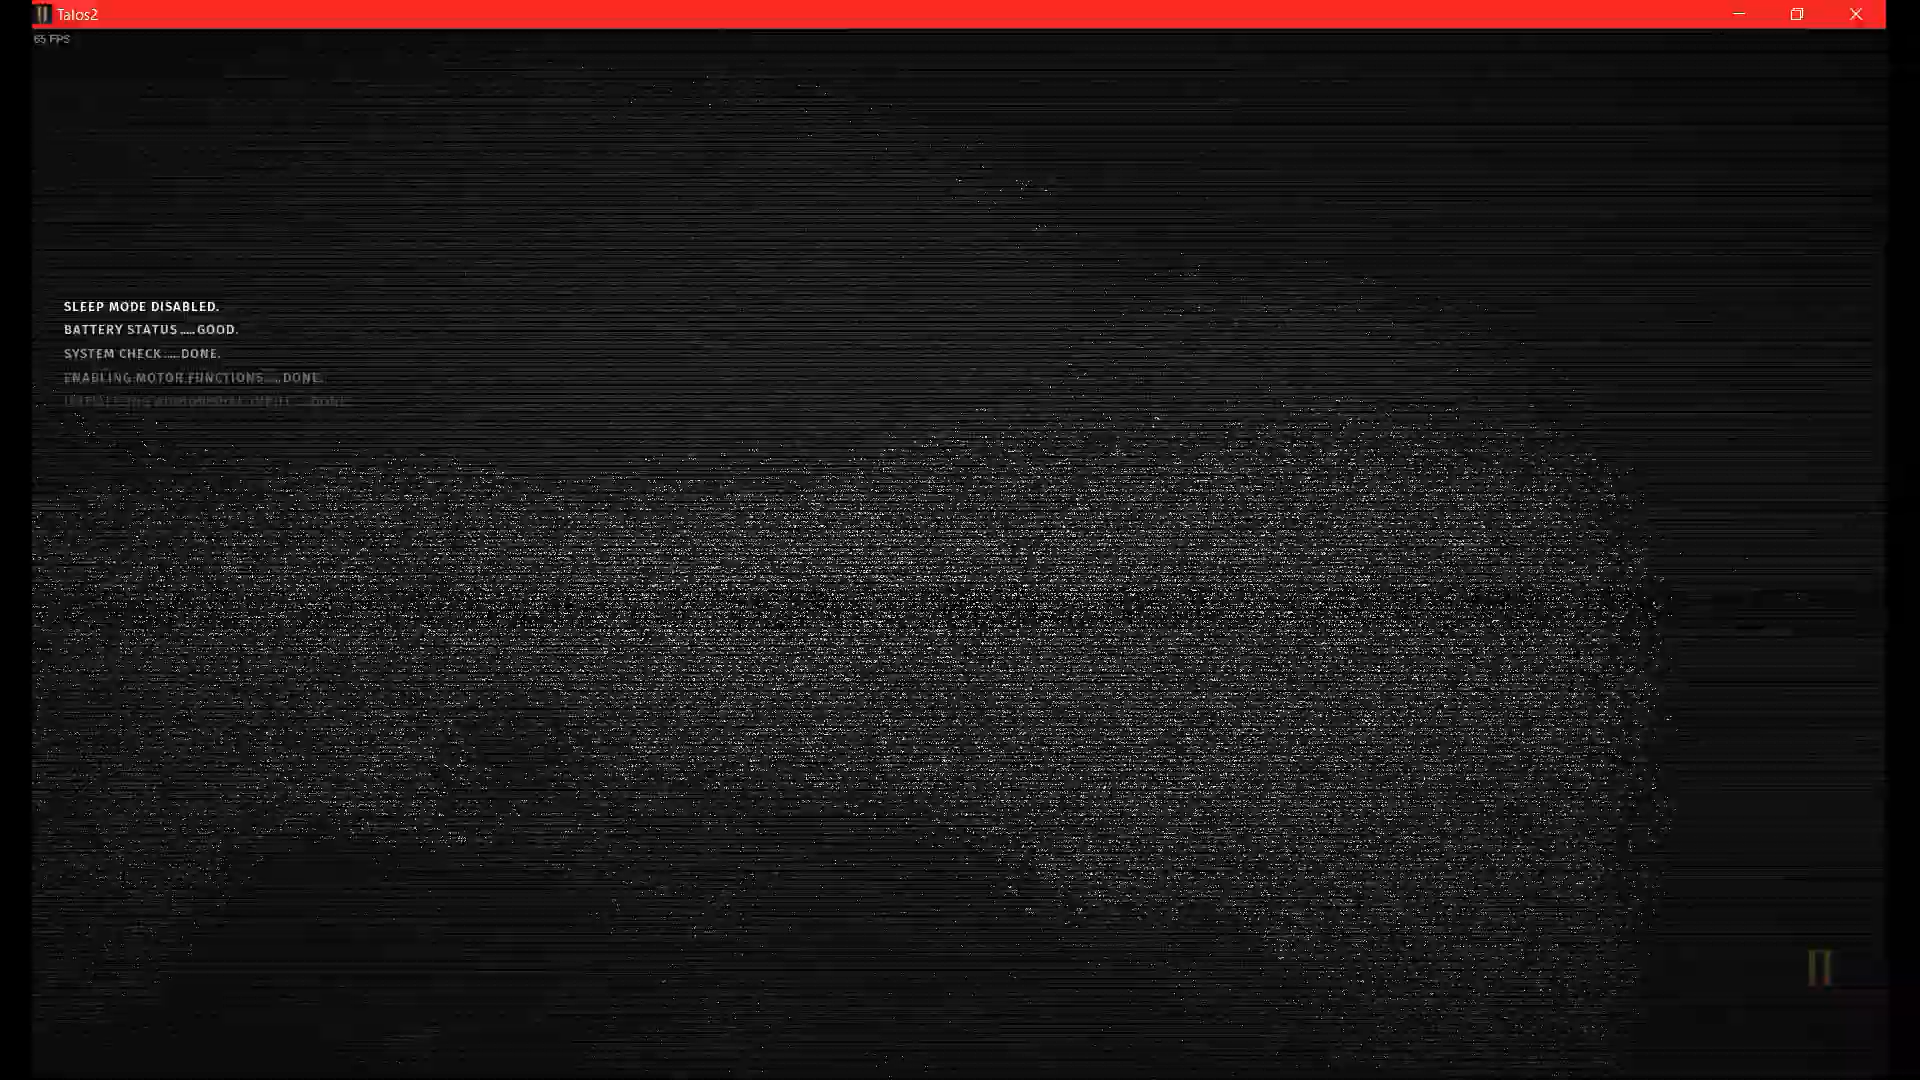 Talos2
65 FPS
SLEEP MODE DISABLED.
BATTERY STATUS.....GOOD.
SYSTEM CHECK.....DONE.
ENABLING MOTOR FUNCTIONS.....DONE.